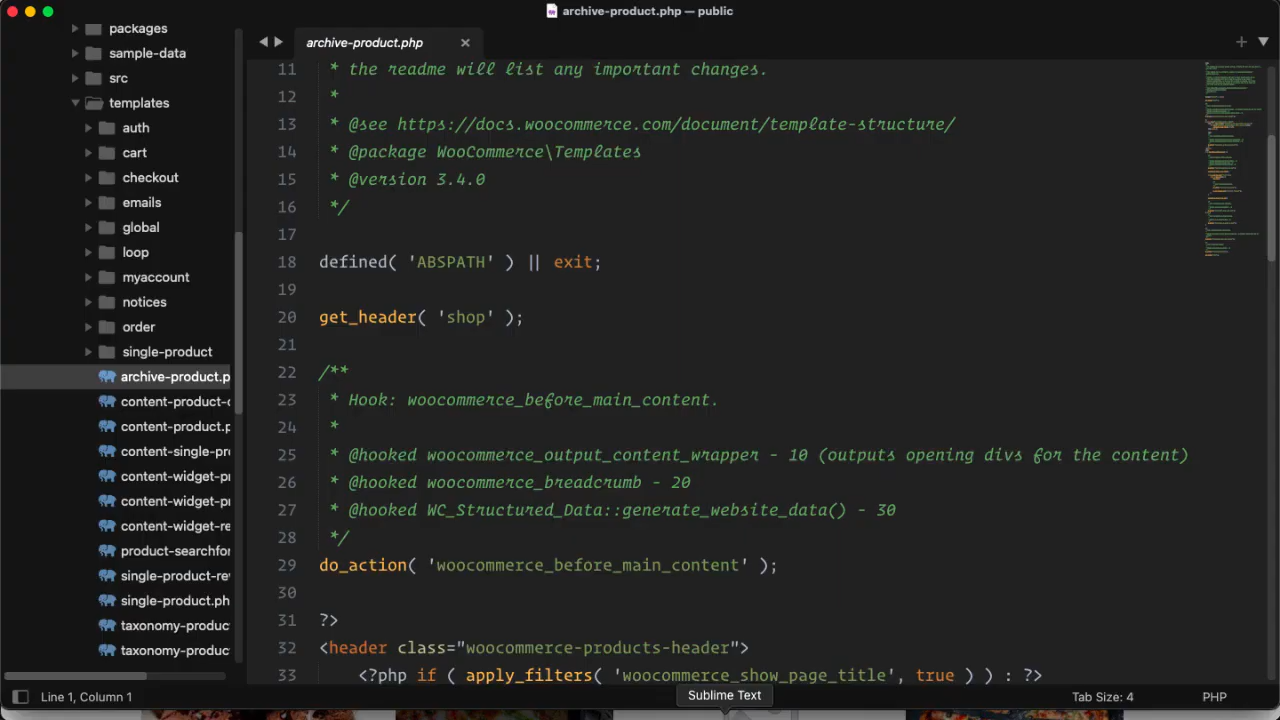 archive-product.php — public
packages
sample-data
src
templates
auth
cart
checkout
emails
global
loop
myaccount
notices
order
single-product
archive-product.p
content-product-c
content-product.p
content-single-pr
content-widget-p
content-widget-pr
content-widget-re
product-searchfor
single-product-re
single-product.ph
taxonomy-product
taxonomy-product
archive-product.php ×
11 * the readme will list any important changes.
12 *
13 * @see https://docs.woocommerce.com/document/template-structure/
14 * @package WooCommerce\Templates
15 * @version 3.4.0
16 */
17
18 defined( 'ABSPATH' ) || exit;
19
20 get_header( 'shop' );
21
22 /**
23 * Hook: woocommerce_before_main_content.
24 *
25 * @hooked woocommerce_output_content_wrapper - 10 (outputs opening divs for the content)
26 * @hooked woocommerce_breadcrumb - 20
27 * @hooked WC_Structured_Data::generate_website_data() - 30
28 */
29 do_action( 'woocommerce_before_main_content' );
30
31 ?>
32 <header class="woocommerce-products-header">
33 <?php if ( apply_filters( 'woocommerce_show_page_title', true ) ) : ?>
Sublime Text
Line 1, Column 1
Tab Size: 4
PHP